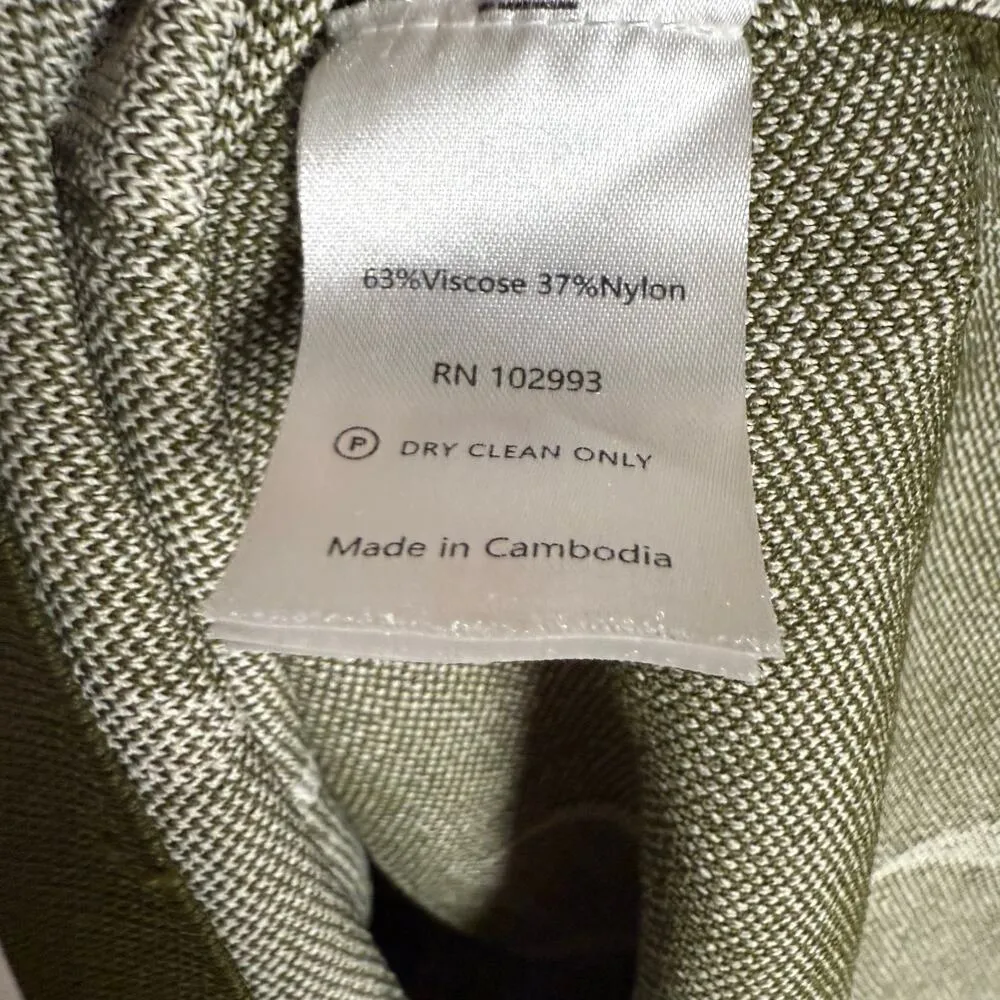 63%Viscose 37%Nylon
RN 102993
P DRY CLEAN ONLY
Made in Cambodia